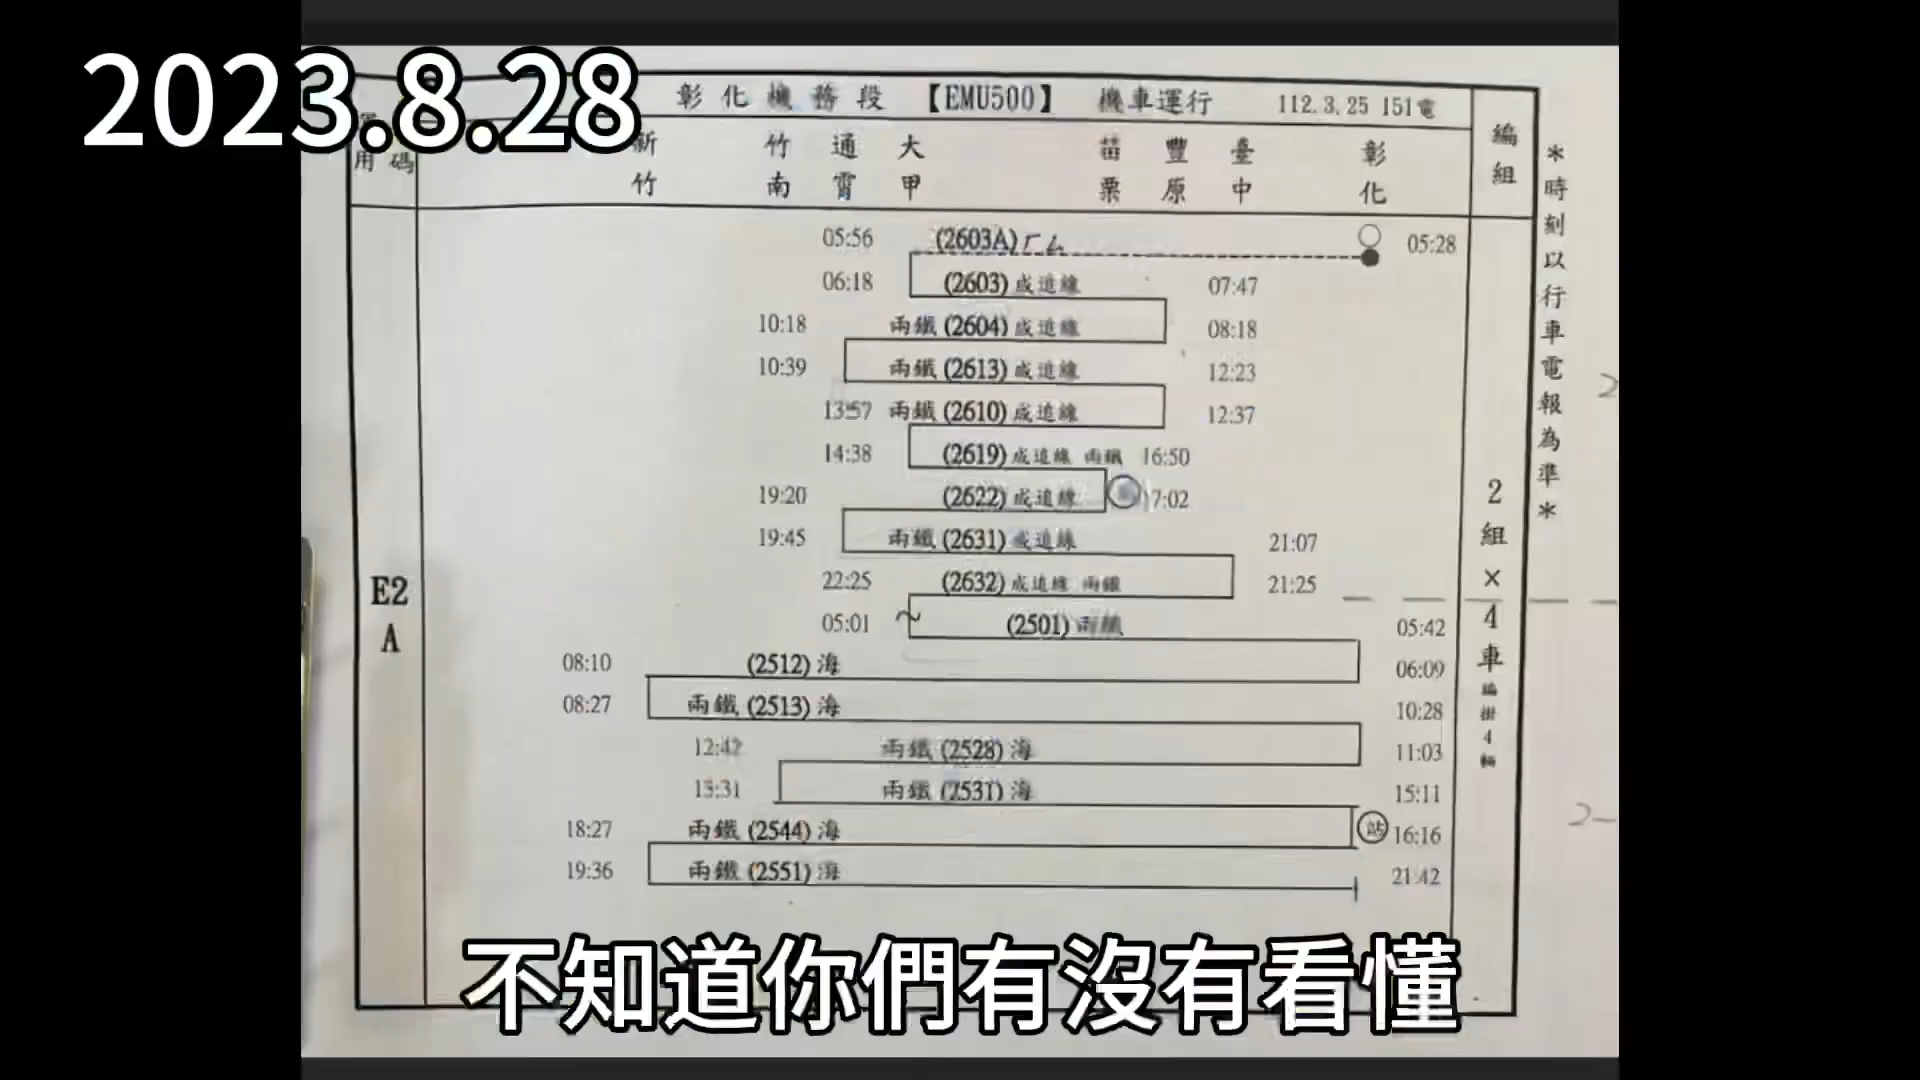 2023.8.28
彰化機務段 【EMU500】 機車運行 112.3.25 151電
用碼
新竹 竹南 通霄 大甲 苗栗 豐原 臺中 彰化
編組
*時刻以行車電報為準*
05:56 (2603A)ㄏㄙ 05:28
06:18 (2603) 成追線 07:47
10:18 兩鐵 (2604) 成追線 08:18
10:39 兩鐵 (2613) 成追線 12:23
13:57 兩鐵 (2610) 成追線 12:37
14:38 (2619) 成追線 兩鐵 16:50
19:20 (2622) 成追線 17:02
19:45 兩鐵 (2631) 成追線 21:07
22:25 (2632) 成追線 兩鐵 21:25
05:01 ~ (2501) 兩鐵 05:42
08:10 (2512) 海 06:09
08:27 兩鐵 (2513) 海 10:28
12:42 兩鐵 (2528) 海 11:03
13:31 兩鐵 (2531) 海 15:11
18:27 兩鐵 (2544) 海 站 16:16
19:36 兩鐵 (2551) 海 21:42
E2
A
2組×4車編掛4輛
不知道你們有沒有看懂